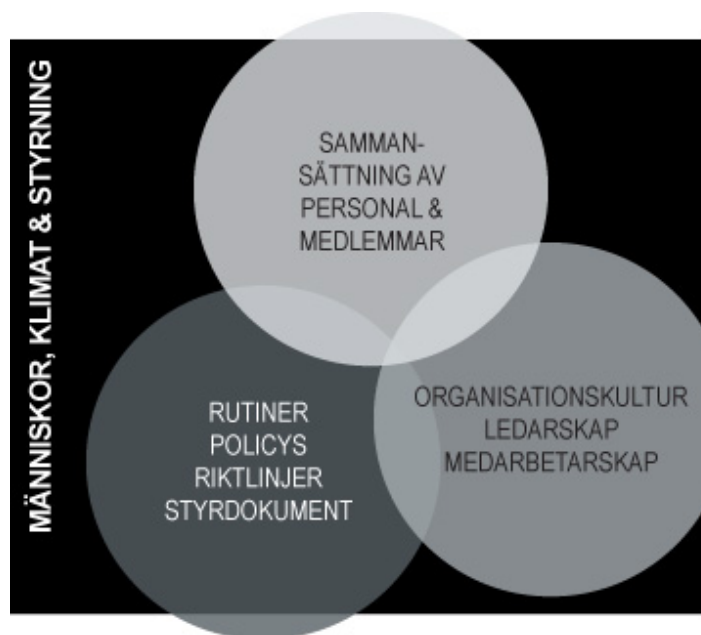 MÄNNISKOR, KLIMAT & STYRNING
SAMMAN-
SÄTTNING AV
PERSONAL &
MEDLEMMAR
ORGANISATIONSKULTUR
LEDARSKAP
MEDARBETARSKAP
RUTINER
POLICYS
RIKTLINJER
STYRDOKUMENT